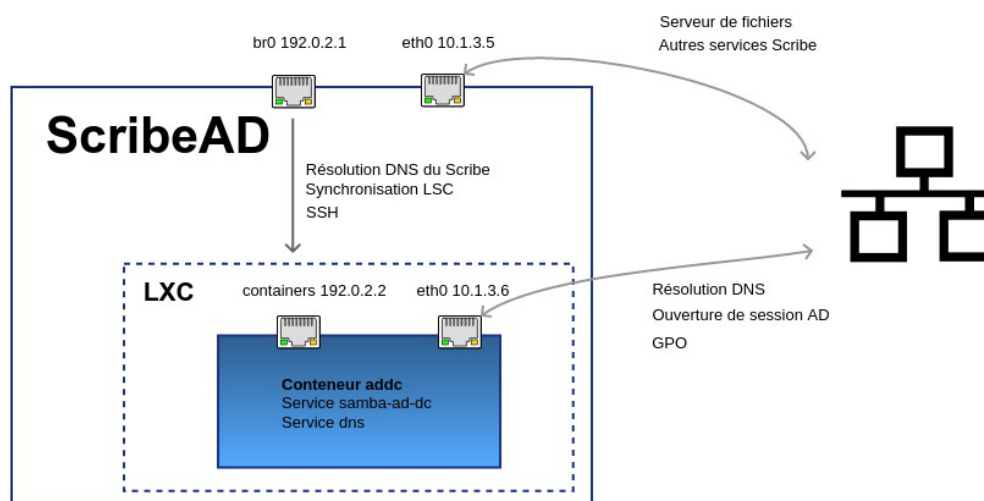 Serveur de fichiers
br0 192.0.2.1
eth0 10.1.3.5
Autres services Scribe
ScribeAD
Résolution DNS du Scribe
Synchronisation LSC
SSH
LXC
containers 192.0.2.2
eth0 10.1.3.6
Résolution DNS
Ouverture de session AD
GPO
Conteneur addc
Service samba-ad-dc
Service dns